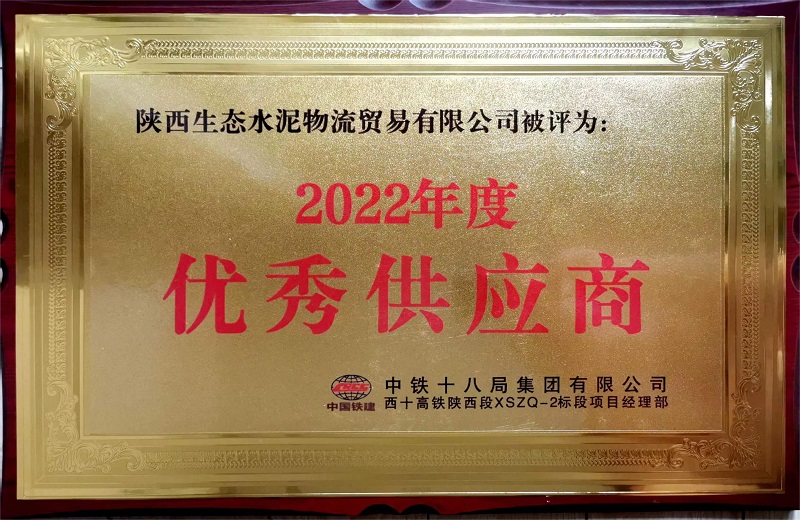 陕西生态水泥物流贸易有限公司被评为：
2022年度
优秀供应商
中铁十八局集团有限公司
中国铁建
西十高铁陕西段XSZQ-2标段项目经理部